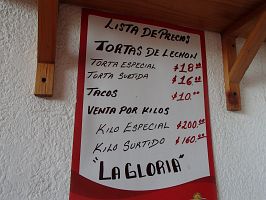 LISTA DE PRECIOS
TORTAS DE LECHON
TORTA ESPECIAL $18.00
TORTA SURTIDA $16.00
TACOS $10.00
VENTA POR KILOS
KILO ESPECIAL $200.00
KILO SURTIDO $160.00
"LA GLORIA"